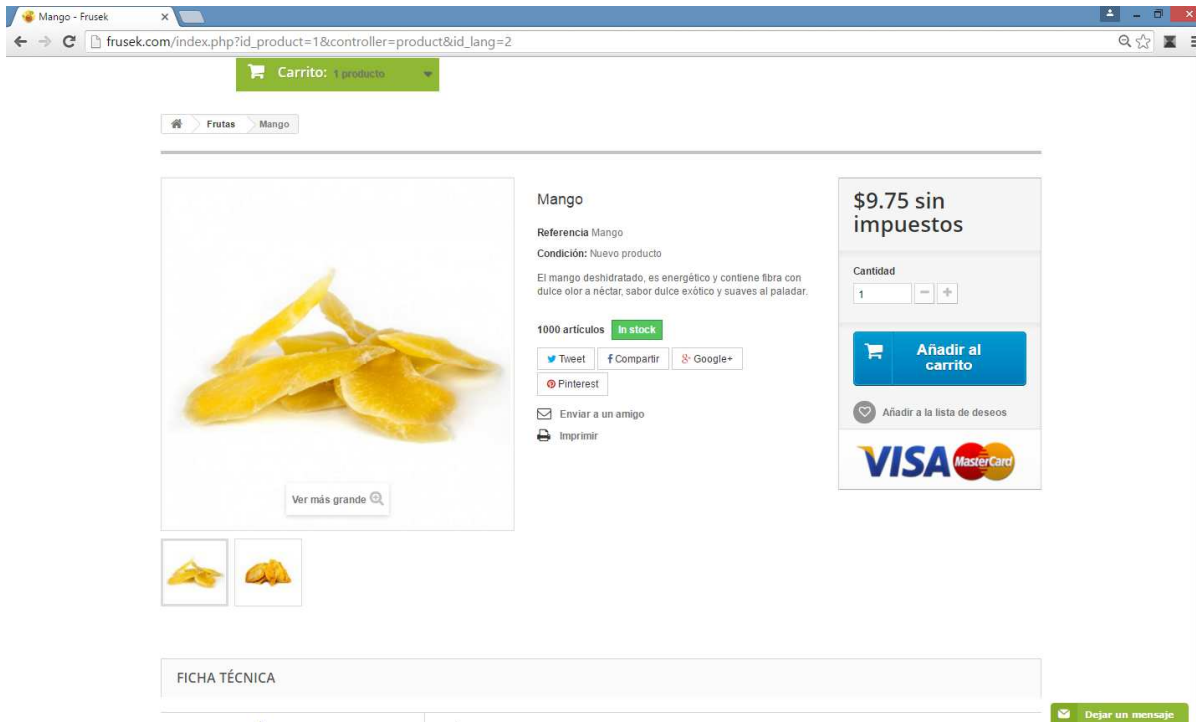 Mango - Frusek
frusek.com/index.php?id_product=1&controller=product&id_lang=2
Carrito: 1 producto
Frutas
Mango
Mango
Referencia Mango
Condición: Nuevo producto
El mango deshidratado, es energético y contiene fibra con
dulce olor a néctar, sabor dulce exótico y suaves al paladar.
1000 artículos In stock
Tweet
Compartir
Google+
Pinterest
Enviar a un amigo
Imprimir
$9.75 sin
impuestos
Cantidad
1
Añadir al
carrito
Añadir a la lista de deseos
VISA MasterCard
Ver más grande
FICHA TÉCNICA
Dejar un mensaje